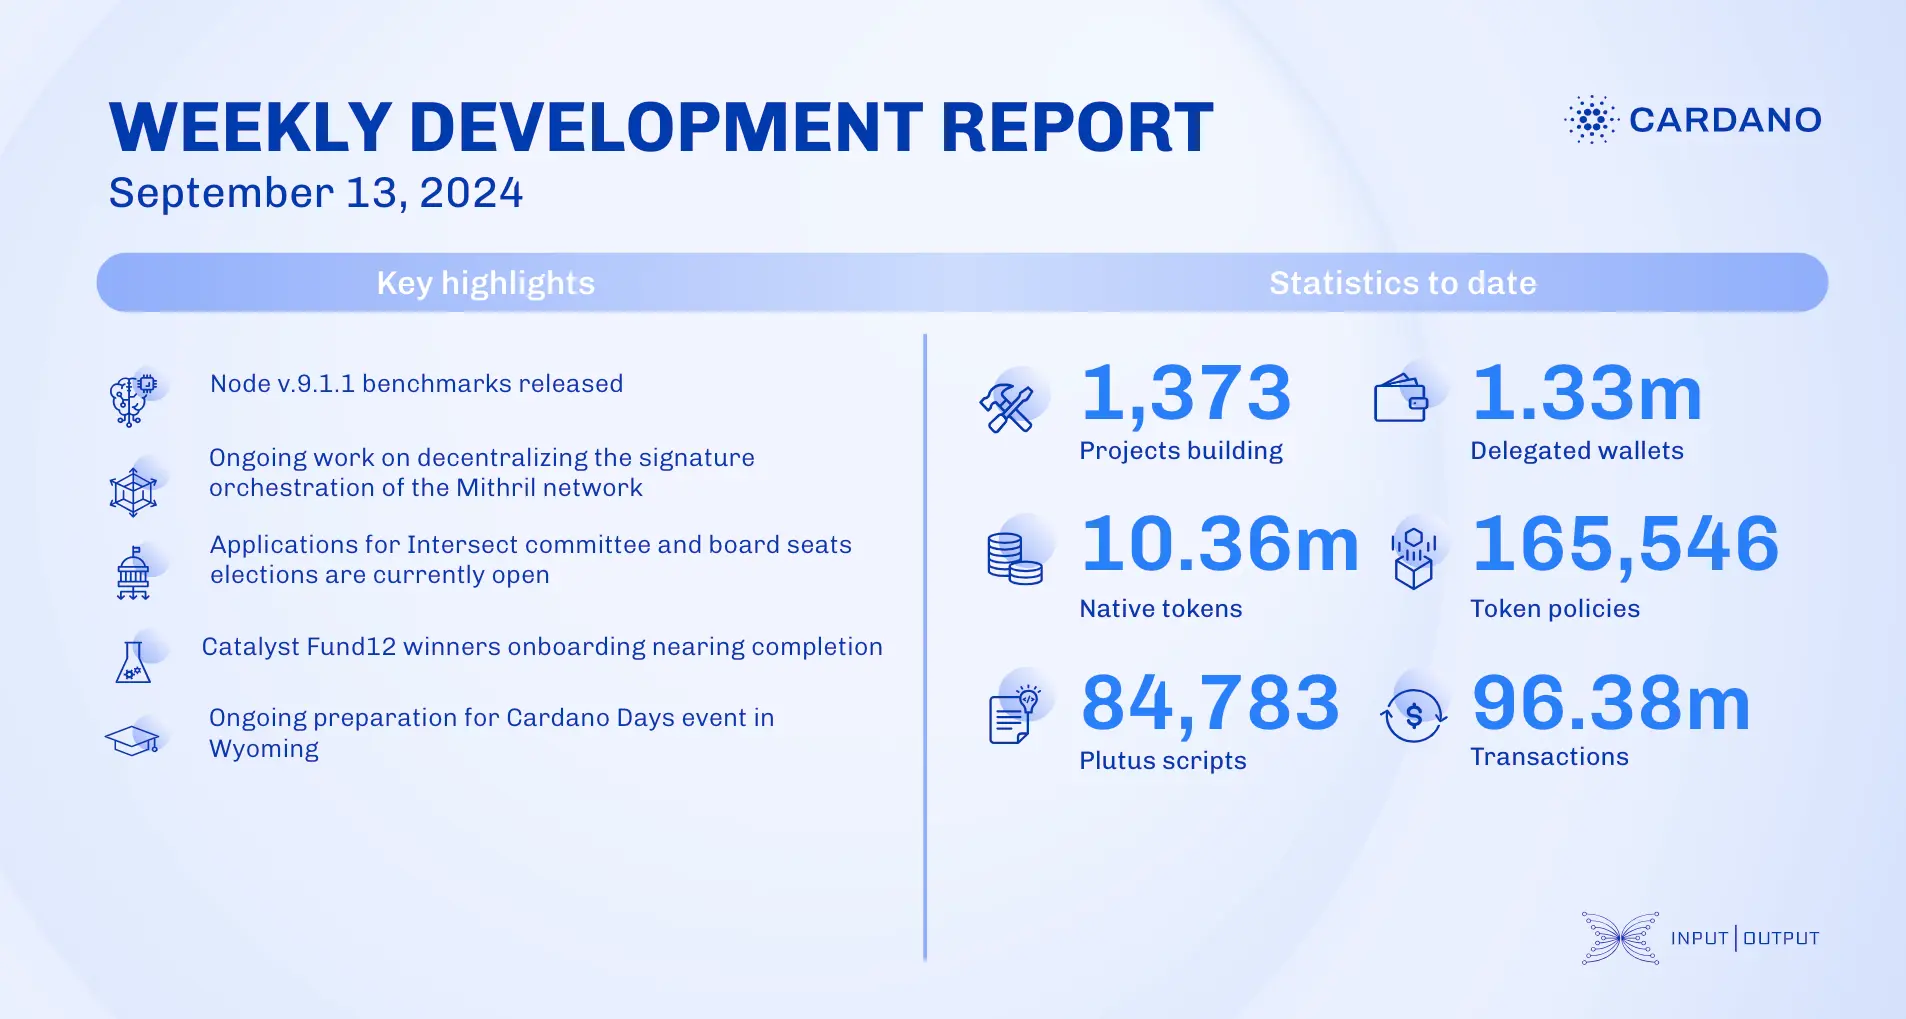 WEEKLY DEVELOPMENT REPORT
September 13, 2024
CARDANO
Key highlights
Node v.9.1.1 benchmarks released
Ongoing work on decentralizing the signature
orchestration of the Mithril network
Applications for Intersect committee and board seats
elections are currently open
Catalyst Fund12 winners onboarding nearing completion
Ongoing preparation for Cardano Days event in
Wyoming
Statistics to date
1,373
Projects building
1.33m
Delegated wallets
10.36m
Native tokens
165,546
Token policies
84,783
Plutus scripts
$
96.38m
Transactions
INPUT|OUTPUT